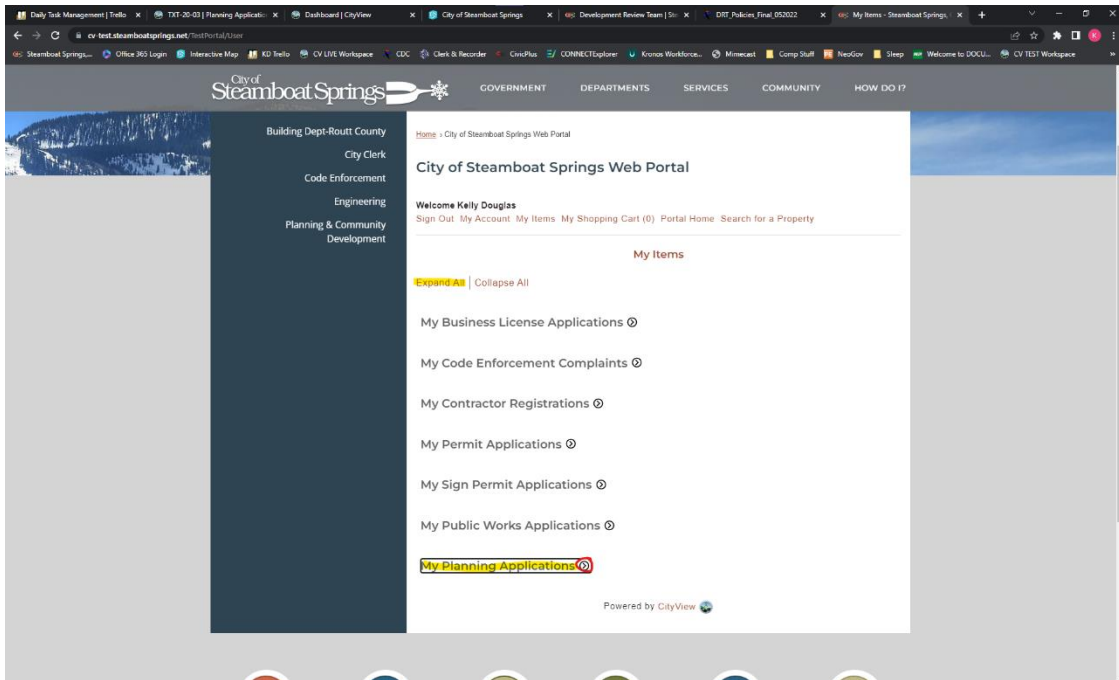 Daily Task Management | Trello
TXT-20-03 | Planning Applicatio
Dashboard | CityView
City of Steamboat Springs
Development Review Team | Ste
DRT_Policies_Final_052022
My Items - Steamboat Springs,
cv-test.steamboatsprings.net/TestPortal/User
Steamboat Springs,... Office 365 Login Interactive Map KD Trello CV LIVE Workspace CDC Clerk & Recorder CivicPlus CONNECTExplorer Kronos Workforce... Mimecast Comp Stuff NeoGov Sleep Welcome to DOCU... CV TEST Workspace »
City of
Steamboat Springs
GOVERNMENT DEPARTMENTS SERVICES COMMUNITY HOW DO I?
Building Dept-Routt County
City Clerk
Code Enforcement
Engineering
Planning & Community
Development
Home › City of Steamboat Springs Web Portal
City of Steamboat Springs Web Portal
Welcome Kelly Douglas
Sign Out My Account My Items My Shopping Cart (0) Portal Home Search for a Property
My Items
Expand All | Collapse All
My Business License Applications
My Code Enforcement Complaints
My Contractor Registrations
My Permit Applications
My Sign Permit Applications
My Public Works Applications
My Planning Applications
Powered by CityView